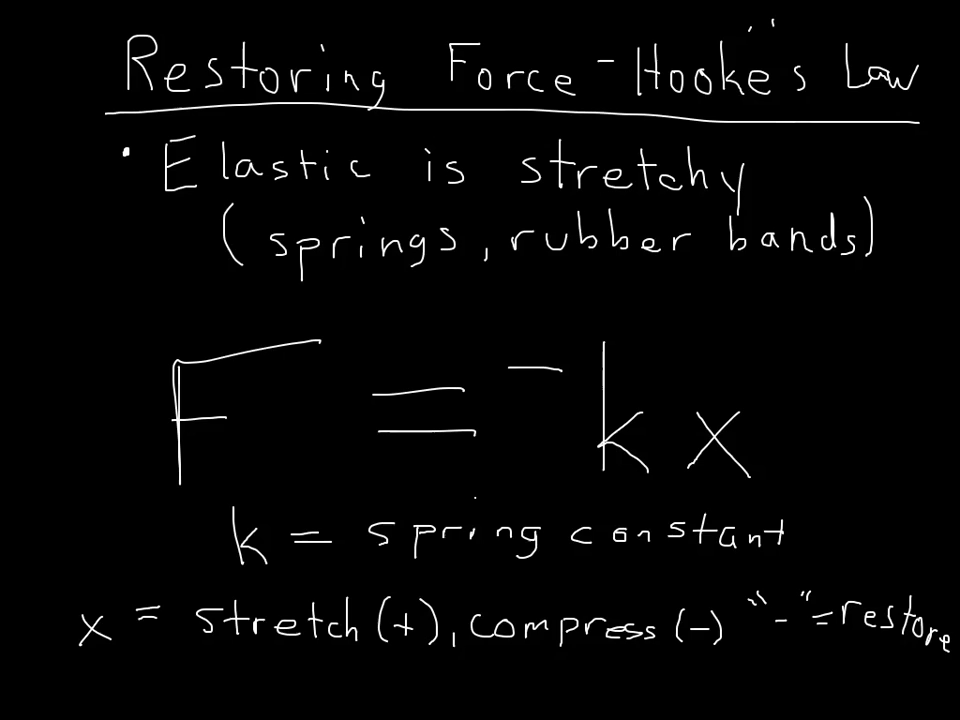 Restoring Force - Hooke's Law
• Elastic is stretchy
(springs, rubber bands)
F = -kx
k = spring constant
x = stretch (+), compress (-) "-" = restore